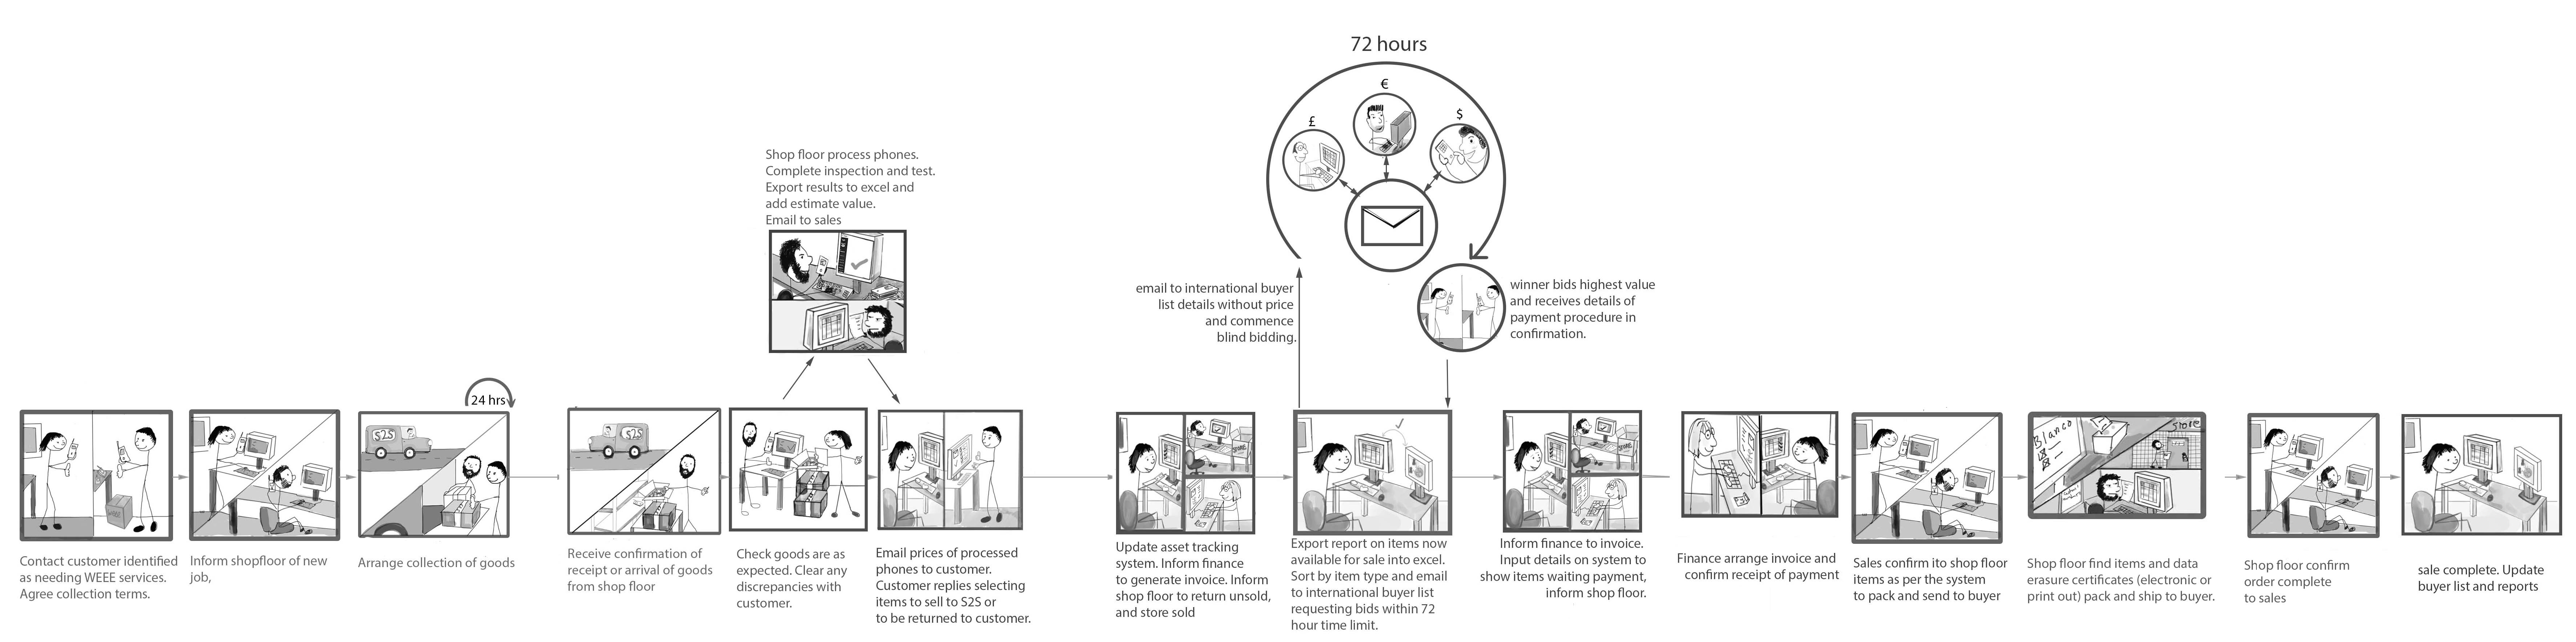 72 hours
€
£
$
Shop floor process phones.
Complete inspection and test.
Export results to excel and
add estimate value.
Email to sales
email to international buyer
list details without price
and commence
blind bidding.
winner bids highest value
and receives details of
payment procedure in
confirmation.
24 hrs
S2S
S2S
Blanco
Store
Contact customer identified
as needing WEEE services.
Agree collection terms.
Inform shopfloor of new
job,
Arrange collection of goods
Receive confirmation of
receipt or arrival of goods
from shop floor
Check goods are as
expected. Clear any
discrepancies with
customer.
Email prices of processed
phones to customer.
Customer replies selecting
items to sell to S2S or
to be returned to customer.
Update asset tracking
system. Inform finance
to generate invoice. Inform
shop floor to return unsold,
and store sold
Export report on items now
available for sale into excel.
Sort by item type and email
to international buyer list
requesting bids within 72
hour time limit.
Inform finance to invoice.
Input details on system to
show items waiting payment,
inform shop floor.
Finance arrange invoice and
confirm receipt of payment
Sales confirm ito shop floor
items as per the system
to pack and send to buyer
Shop floor find items and data
erasure certificates (electronic or
print out) pack and ship to buyer.
Shop floor confirm
order complete
to sales
sale complete. Update
buyer list and reports